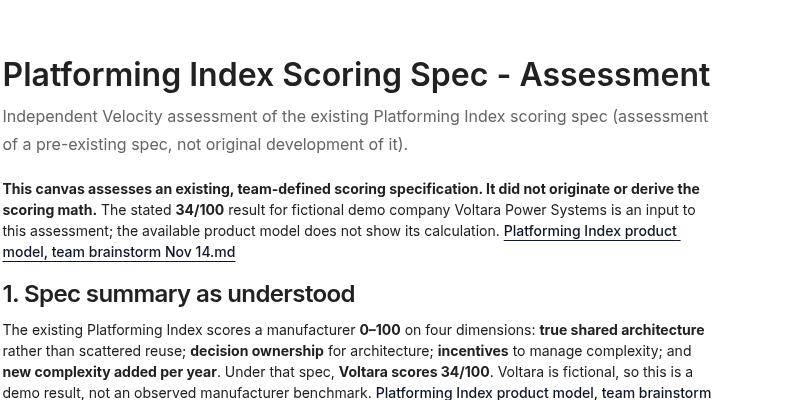 Platforming Index Scoring Spec - Assessment
Independent Velocity assessment of the existing Platforming Index scoring spec (assessment
of a pre-existing spec, not original development of it).
This canvas assesses an existing, team-defined scoring specification. It did not originate or derive the
scoring math. The stated 34/100 result for fictional demo company Voltara Power Systems is an input to
this assessment; the available product model does not show its calculation. Platforming Index product
model, team brainstorm Nov 14.md
1. Spec summary as understood
The existing Platforming Index scores a manufacturer 0–100 on four dimensions: true shared architecture
rather than scattered reuse; decision ownership for architecture; incentives to manage complexity; and
new complexity added per year. Under that spec, Voltara scores 34/100. Voltara is fictional, so this is a
demo result, not an observed manufacturer benchmark. Platforming Index product model, team brainstorm